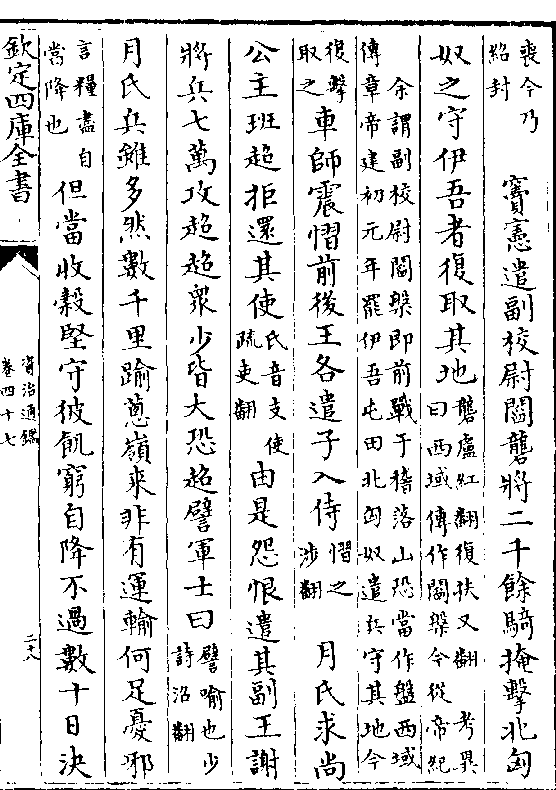 喪今乃紹封 竇憲遣副校尉閻礱將二千餘騎掩擊北匈
奴之守伊吾者復取其地礱盧紅翻復扶又翻 考異曰西域傳作閻槃今從帝紀
余謂副校尉閻槃即前戰于稽落山恐當作盤西域傳章帝建初元年罷伊吾屯田北匈奴遣兵守其地今
復擊取之車師震慴前後王各遣子入侍慴之涉翻 月氏求尚
公主班超拒還其使氏音支使疏吏翻由是怨恨遣其副王謝
將兵七萬攻超超衆少皆大恐超譬軍士曰譬喻也少詩沼翻
月氏兵雖多然數千里踰蔥嶺來非有運輸何足憂邪
言糧盡自當降也但當收穀堅守彼飢窮自降不過數十日決
欽定四庫全書
資治通鑑
卷四十七
二十八